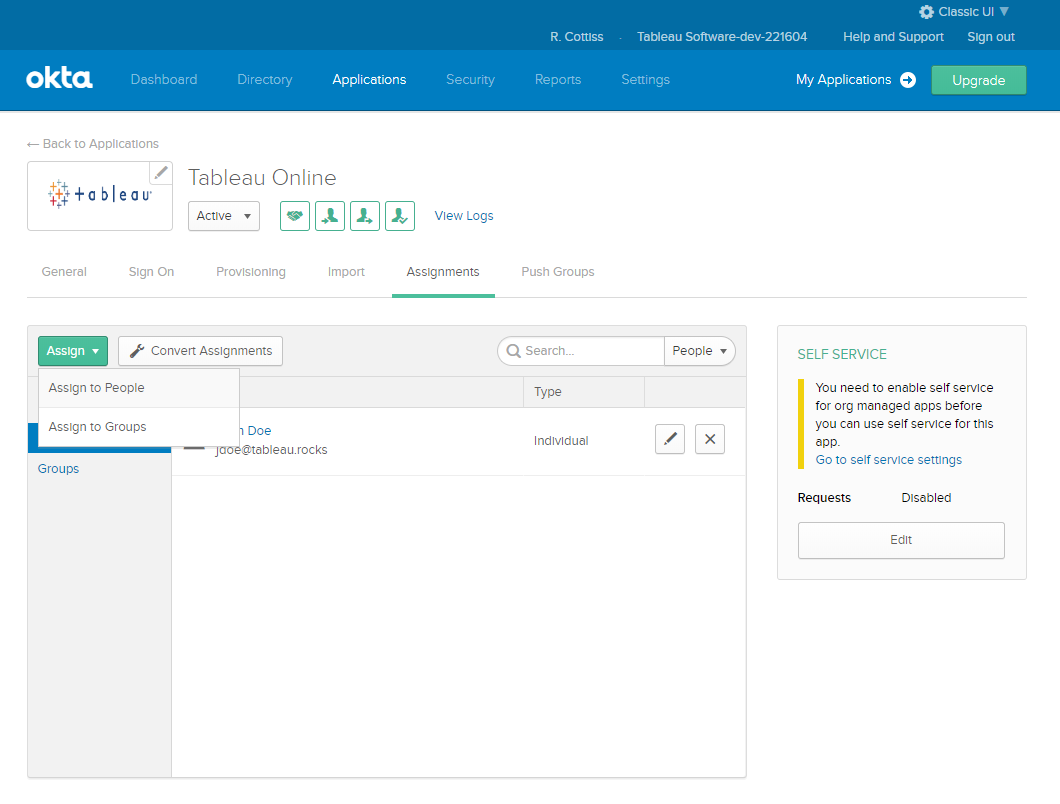 Classic UI
R. Cottiss
Tableau Software-dev-221604
Help and Support
Sign out
okta
Dashboard
Directory
Applications
Security
Reports
Settings
My Applications
Upgrade
← Back to Applications
tableau
Tableau Online
Active
View Logs
General
Sign On
Provisioning
Import
Assignments
Push Groups
Assign
Convert Assignments
Search...
People
Assign to People
Assign to Groups
Type
Doe
jdoe@tableau.rocks
Individual
Groups
SELF SERVICE
You need to enable self service
for org managed apps before
you can use self service for this
app.
Go to self service settings
Requests
Disabled
Edit